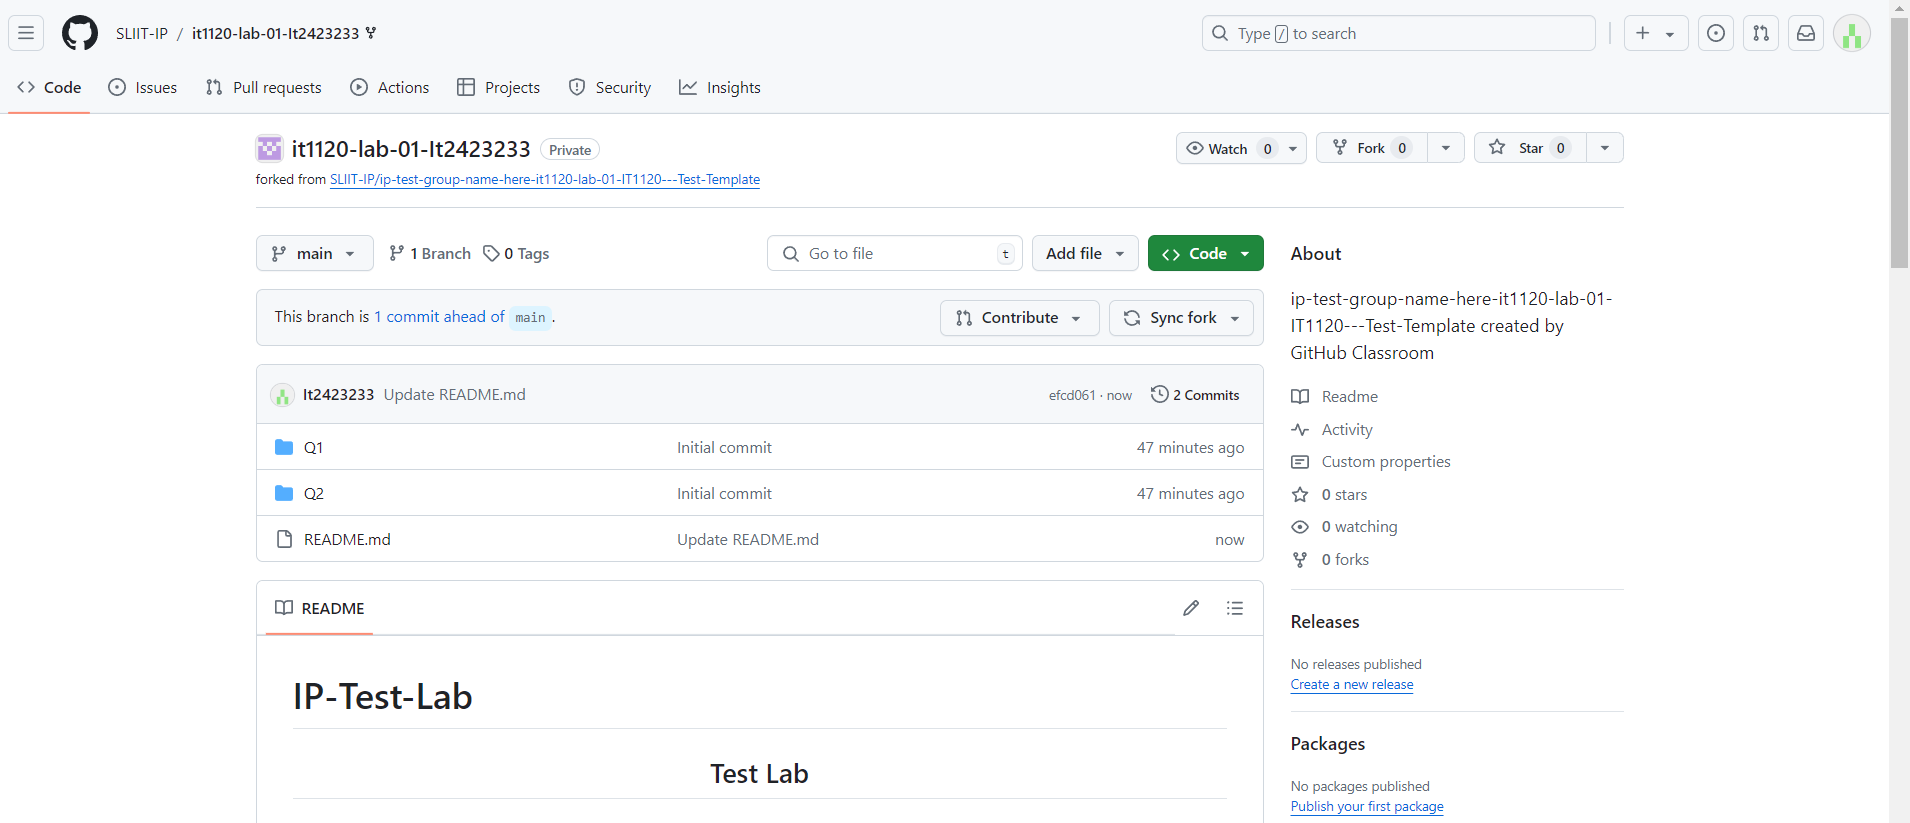 SLIIT-IP / it1120-lab-01-It2423233
Type / to search
Code Issues Pull requests Actions Projects Security Insights
it1120-lab-01-It2423233 Private
Watch 0 Fork 0 Star 0
forked from SLIIT-IP/ip-test-group-name-here-it1120-lab-01-IT1120---Test-Template
main 1 Branch 0 Tags Go to file t Add file Code
This branch is 1 commit ahead of main . Contribute Sync fork
It2423233 Update README.md efcd061 · now 2 Commits
Q1 Initial commit 47 minutes ago
Q2 Initial commit 47 minutes ago
README.md Update README.md now
README
IP-Test-Lab
Test Lab
About
ip-test-group-name-here-it1120-lab-01-
IT1120---Test-Template created by
GitHub Classroom
Readme
Activity
Custom properties
0 stars
0 watching
0 forks
Releases
No releases published
Create a new release
Packages
No packages published
Publish your first package